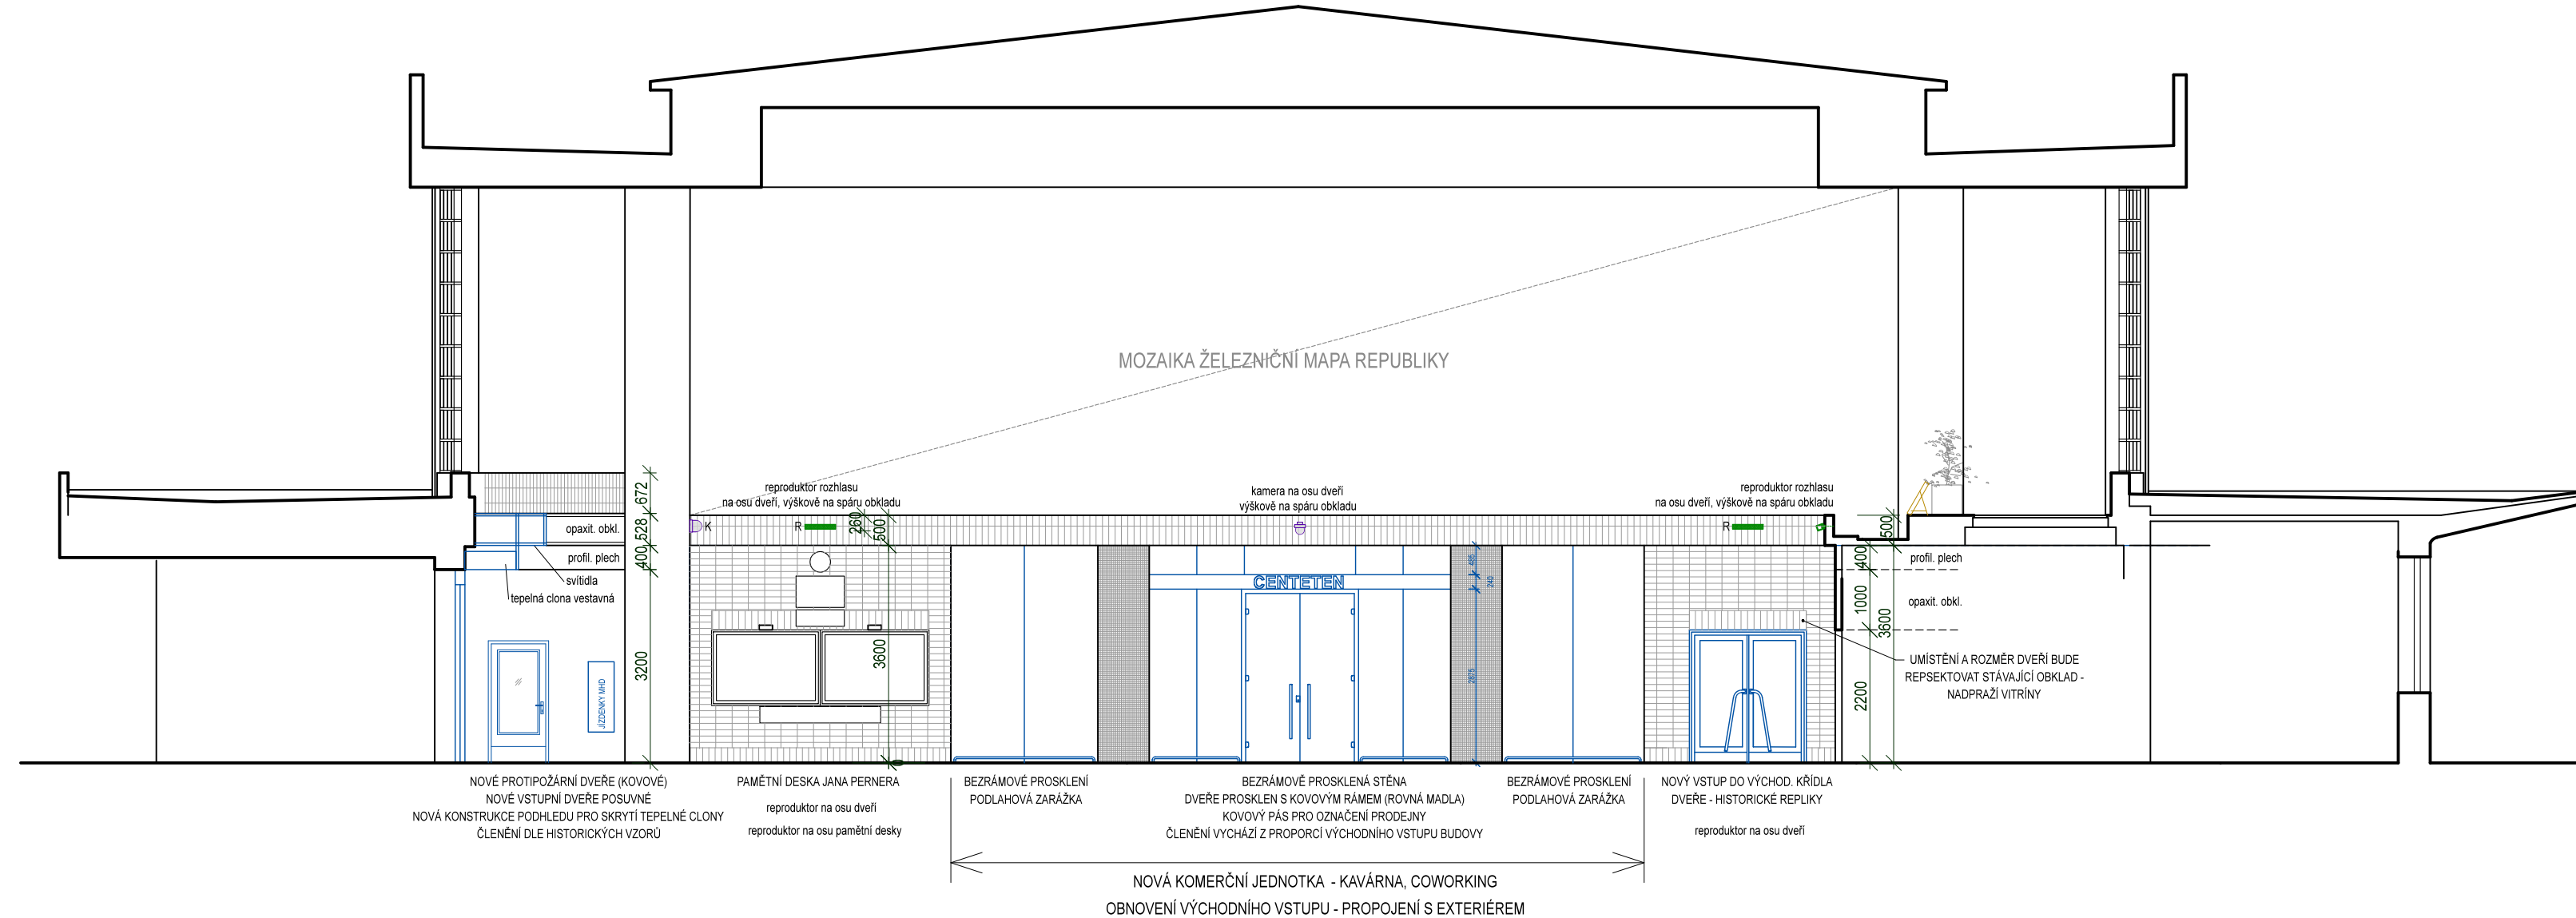 MOZAIKA ŽELEZNIČNÍ MAPA REPUBLIKY
reproduktor rozhlasu
na osu dveří, výškově na spáru obkladu
kamera na osu dveří
výškově na spáru obkladu
reproduktor rozhlasu
na osu dveří, výškově na spáru obkladu
672
528
400
3200
opaxit. obkl.
profil. plech
svítidla
tepelná clona vestavná
JÍZDENKY MHD
K
R
260
500
3600
0
CENTETEN
485
240
2875
R
500
400
1000
3600
2200
profil. plech
opaxit. obkl.
UMÍSTĚNÍ A ROZMĚR DVEŘÍ BUDE
REPSEKTOVAT STÁVAJÍCÍ OBKLAD -
NADPRAŽÍ VITRÍNY
NOVÉ PROTIPOŽÁRNÍ DVEŘE (KOVOVÉ)
NOVÉ VSTUPNÍ DVEŘE POSUVNÉ
NOVÁ KONSTRUKCE PODHLEDU PRO SKRYTÍ TEPELNÉ CLONY
ČLENĚNÍ DLE HISTORICKÝCH VZORŮ
PAMĚTNÍ DESKA JANA PERNERA
reproduktor na osu dveří
reproduktor na osu pamětní desky
BEZRÁMOVÉ PROSKLENÍ
PODLAHOVÁ ZARÁŽKA
BEZRÁMOVĚ PROSKLENÁ STĚNA
DVEŘE PROSKLEN S KOVOVÝM RÁMEM (ROVNÁ MADLA)
KOVOVÝ PÁS PRO OZNAČENÍ PRODEJNY
ČLENĚNÍ VYCHÁZÍ Z PROPORCÍ VÝCHODNÍHO VSTUPU BUDOVY
BEZRÁMOVÉ PROSKLENÍ
PODLAHOVÁ ZARÁŽKA
NOVÝ VSTUP DO VÝCHOD. KŘÍDLA
DVEŘE - HISTORICKÉ REPLIKY
reproduktor na osu dveří
NOVÁ KOMERČNÍ JEDNOTKA - KAVÁRNA, COWORKING
OBNOVENÍ VÝCHODNÍHO VSTUPU - PROPOJENÍ S EXTERIÉREM